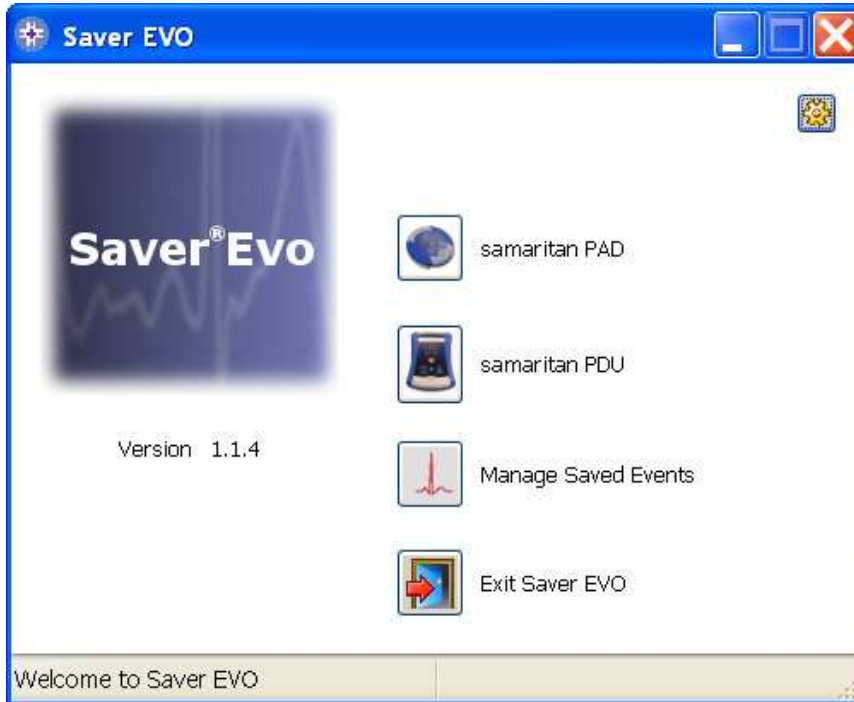 Saver EVO
Saver®Evo
Version 1.1.4
samaritan PAD
samaritan PDU
Manage Saved Events
Exit Saver EVO
Welcome to Saver EVO